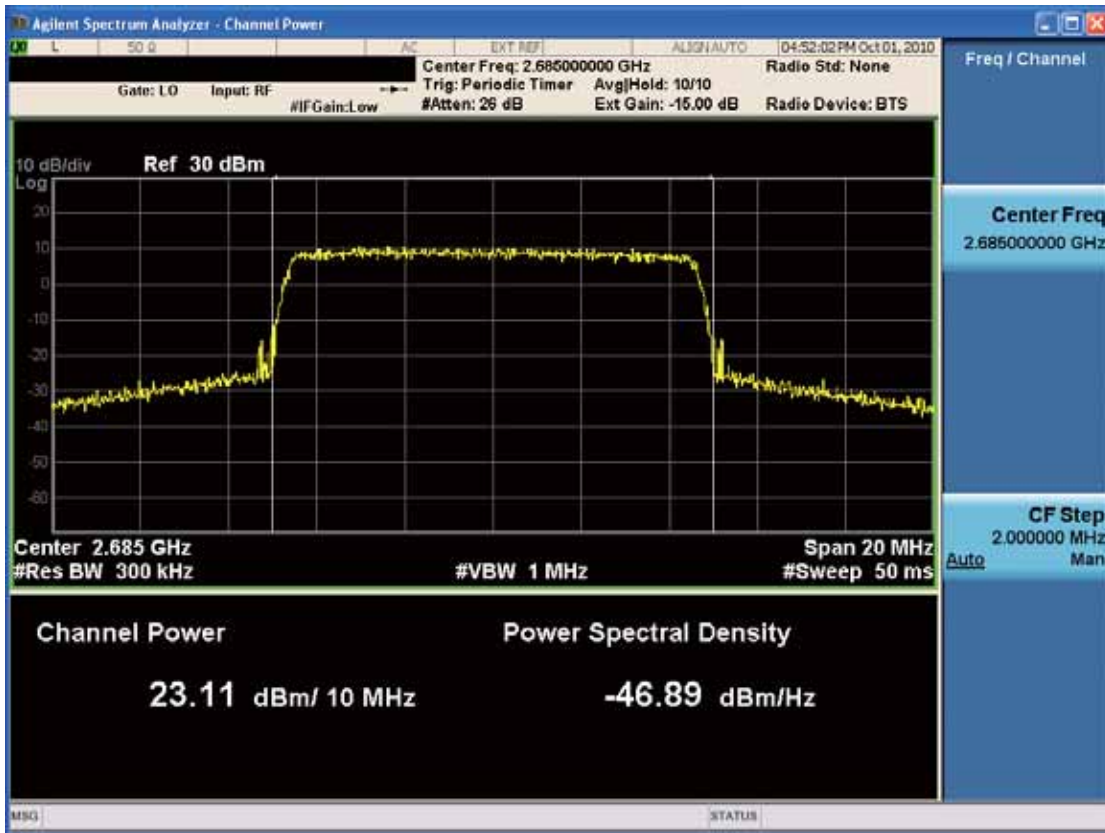 Agilent Spectrum Analyzer - Channel Power
L 50 Ω AC EXT REF ALIGN AUTO 04:52:02 PM Oct 01, 2010
Center Freq: 2.685000000 GHz Radio Std: None
Gate: LO Input: RF Trig: Periodic Timer Avg|Hold: 10/10
#IFGain:Low #Atten: 26 dB Ext Gain: -15.00 dB Radio Device: BTS
10 dB/div Ref 30 dBm
Log
20
10
0
-10
-20
-30
-40
-50
-60
Center 2.685 GHz Span 20 MHz
#Res BW 300 kHz #VBW 1 MHz #Sweep 50 ms
Channel Power Power Spectral Density
23.11 dBm/ 10 MHz -46.89 dBm/Hz
MSG STATUS
Freq / Channel
Center Freq
2.685000000 GHz
CF Step
2.000000 MHz
Auto Man